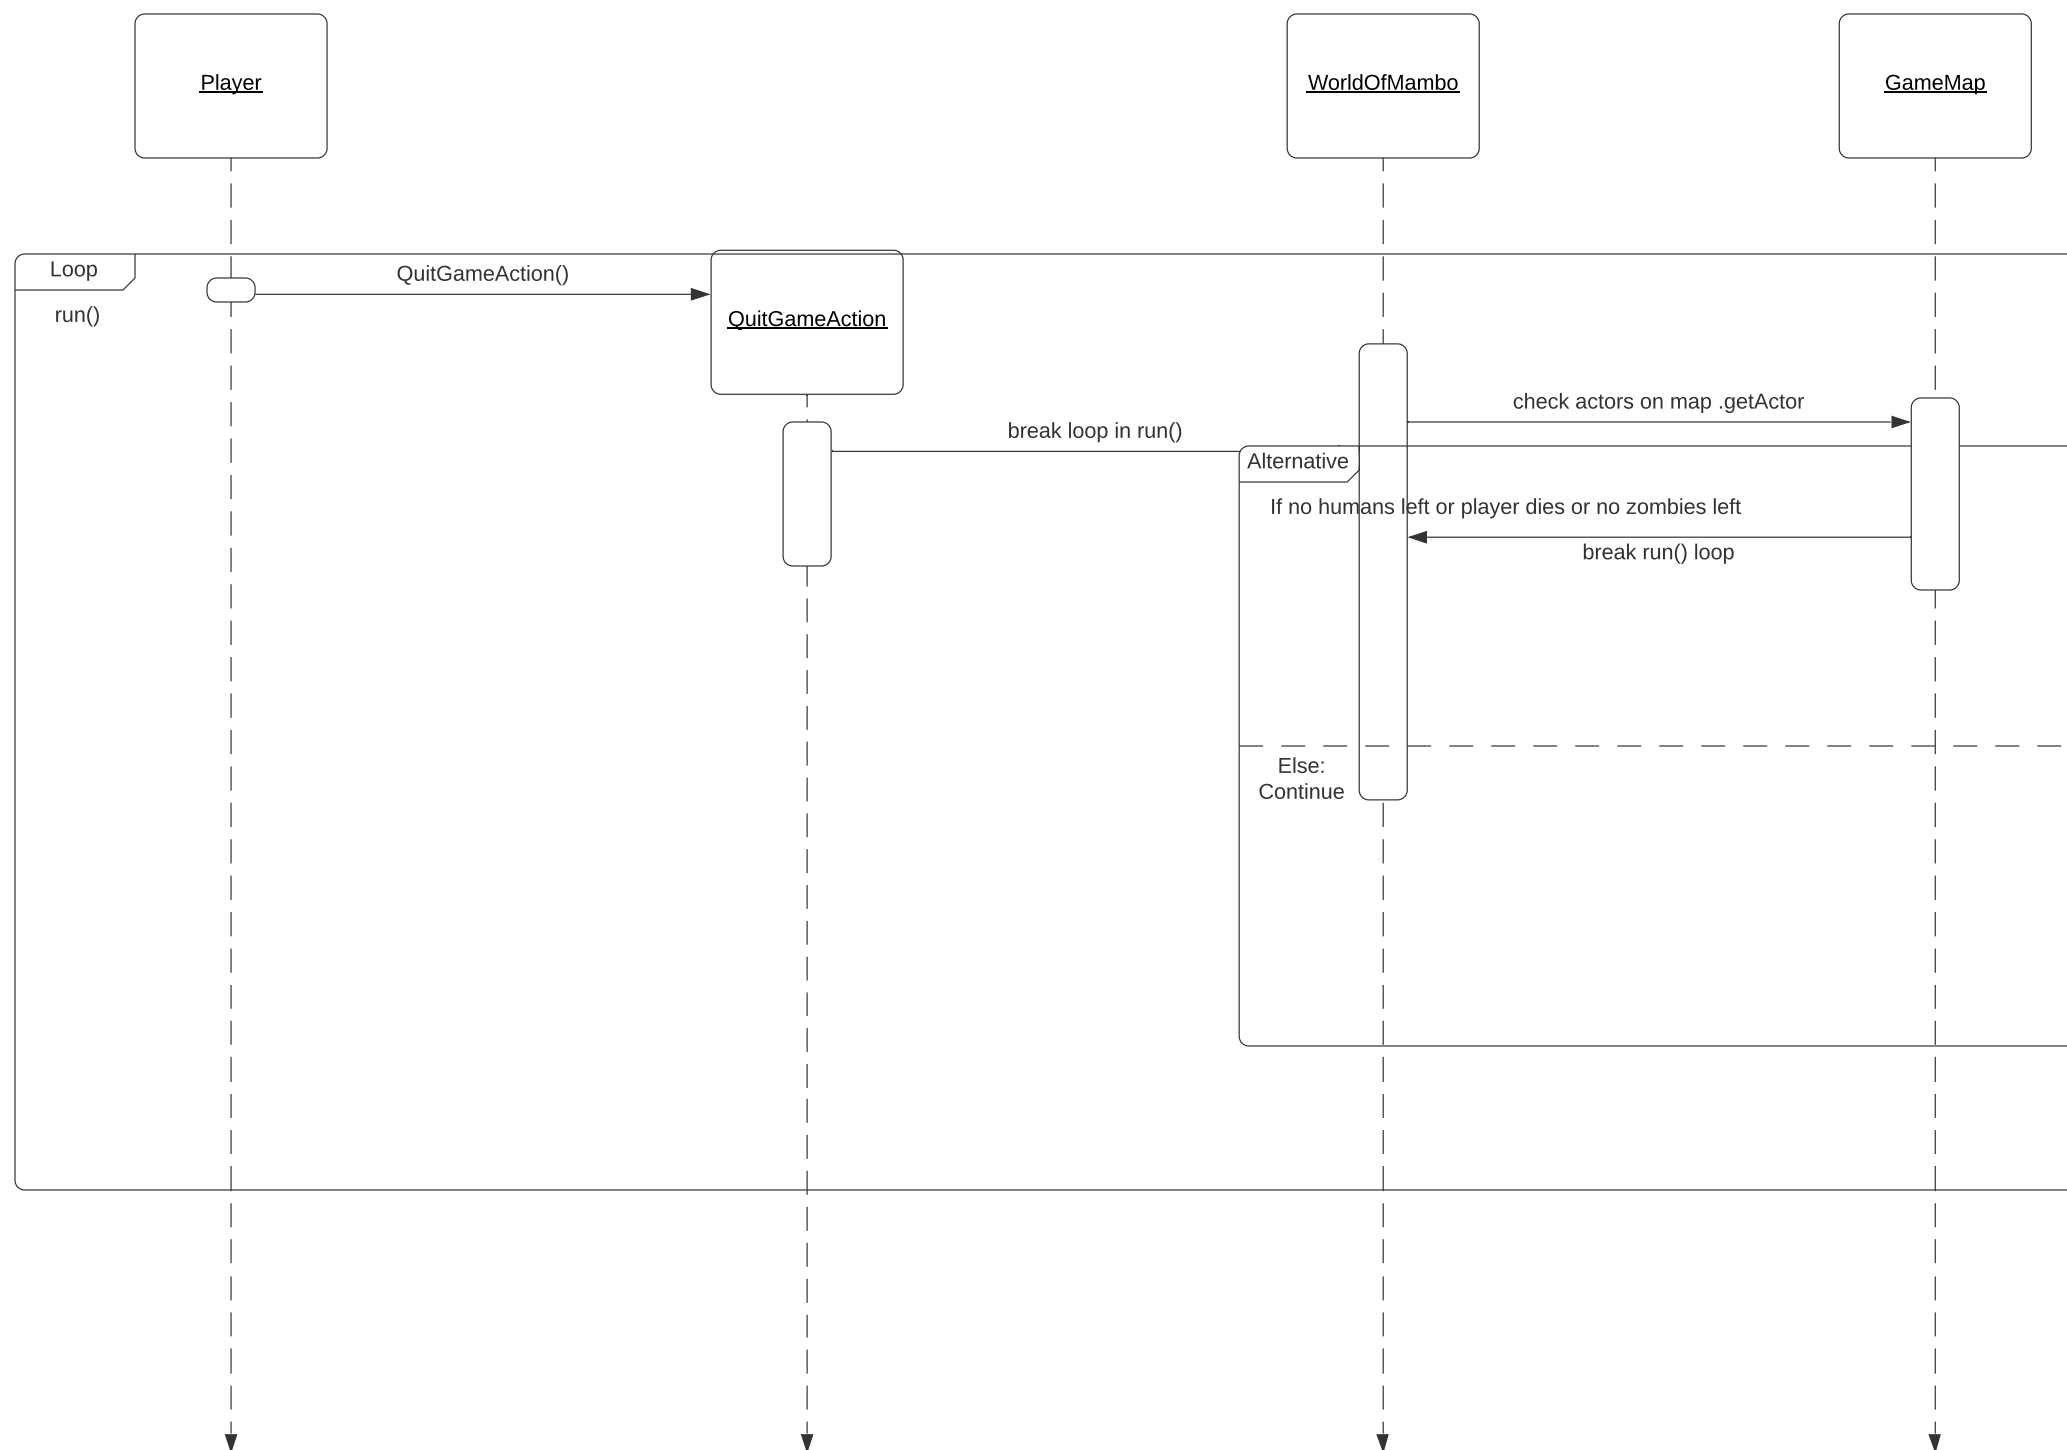 Player
WorldOfMambo
GameMap
Loop
QuitGameAction()
run()
QuitGameAction
check actors on map .getActor
break loop in run()
Alternative
If no humans left or player dies or no zombies left
break run() loop
Else:
Continue